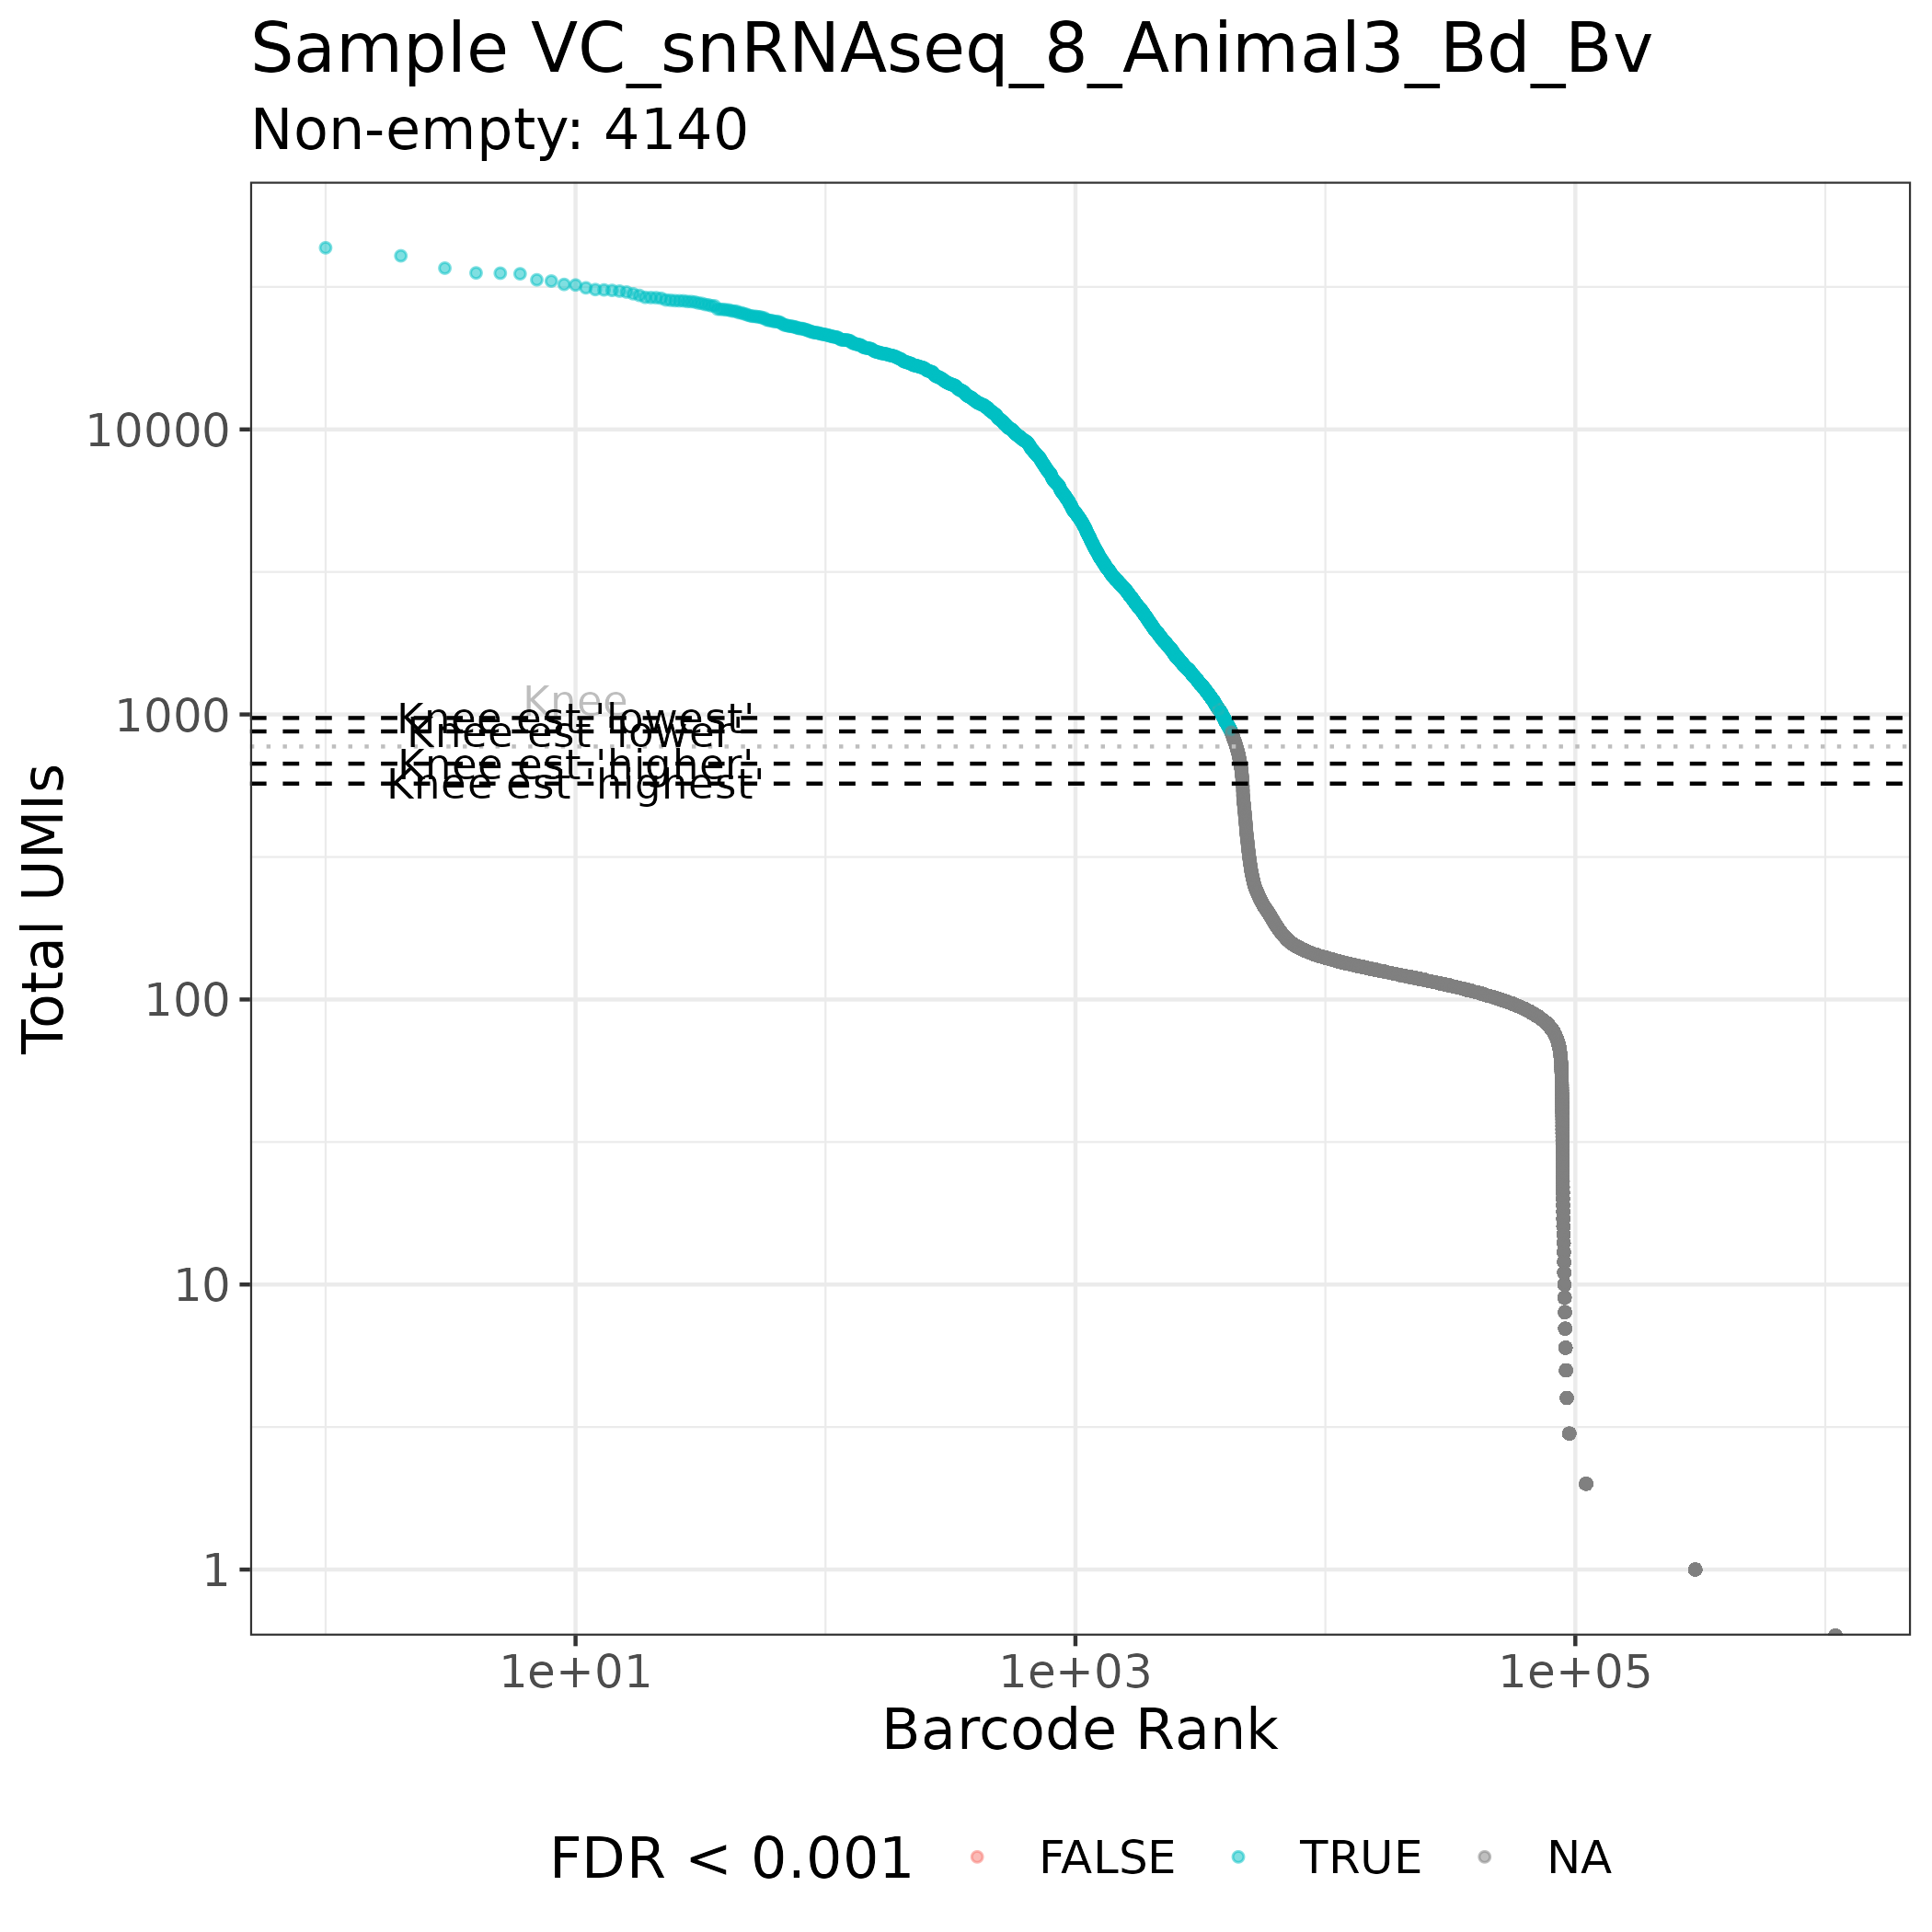 Sample VC_snRNAseq_8_Animal3_Bd_Bv
Non-empty: 4140
Total UMIs
10000
1000
100
10
1
Knee
Knee est 'lowest'
Knee est 'lower'
Knee est 'higher'
Knee est 'highest'
1e+01 1e+03 1e+05
Barcode Rank
FDR < 0.001 FALSE TRUE NA